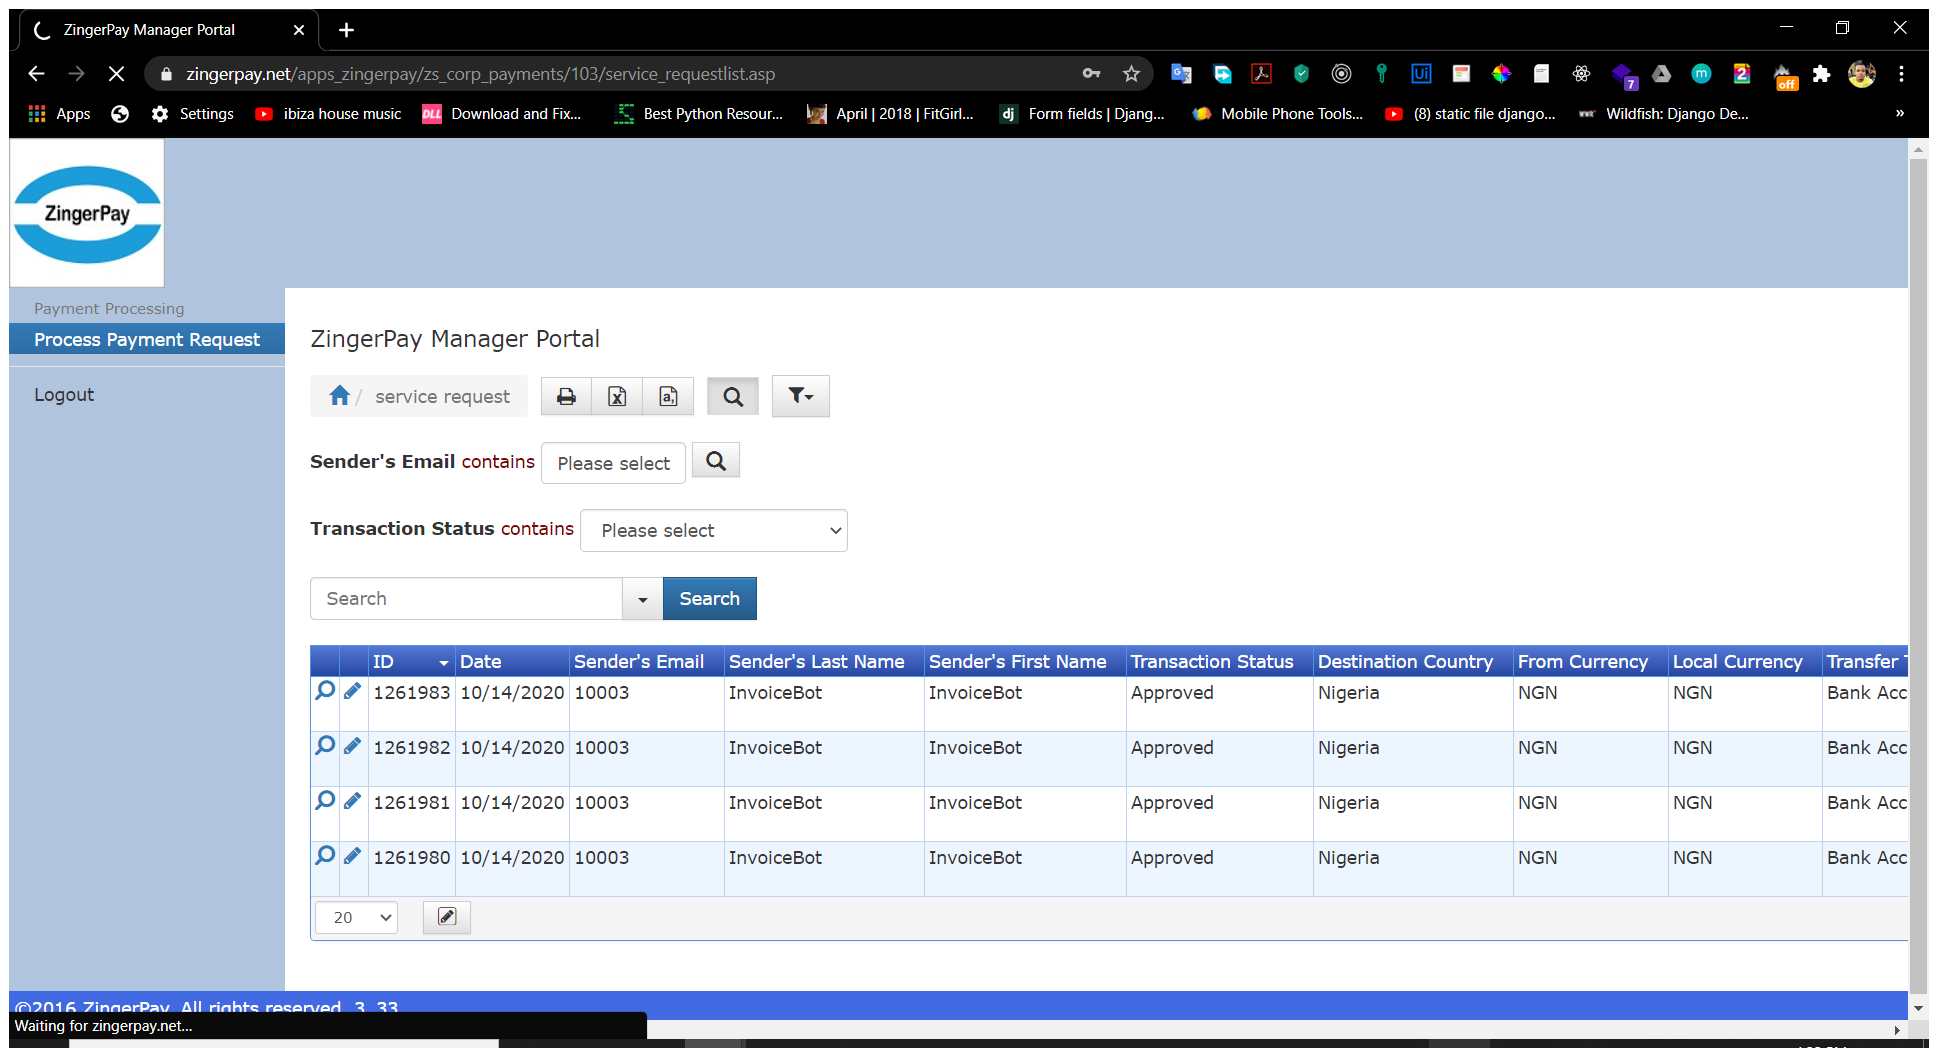 ZingerPay Manager Portal
zingerpay.net/apps_zingerpay/zs_corp_payments/103/service_requestlist.asp
Apps Settings ibiza house music DLL Download and Fix... Best Python Resour... April | 2018 | FitGirl... dj Form fields | Djang... Mobile Phone Tools... (8) static file django... Wildfish: Django De... »
ZingerPay
Payment Processing
Process Payment Request
Logout
ZingerPay Manager Portal
/ service request
Sender's Email contains Please select
Transaction Status contains Please select
Search Search
ID Date Sender's Email Sender's Last Name Sender's First Name Transaction Status Destination Country From Currency Local Currency Transfer
1261983 10/14/2020 10003 InvoiceBot InvoiceBot Approved Nigeria NGN NGN Bank Acc
1261982 10/14/2020 10003 InvoiceBot InvoiceBot Approved Nigeria NGN NGN Bank Acc
1261981 10/14/2020 10003 InvoiceBot InvoiceBot Approved Nigeria NGN NGN Bank Acc
1261980 10/14/2020 10003 InvoiceBot InvoiceBot Approved Nigeria NGN NGN Bank Acc
20
©2016 ZingerPay. All rights reserved. 3. 33
Waiting for zingerpay.net...